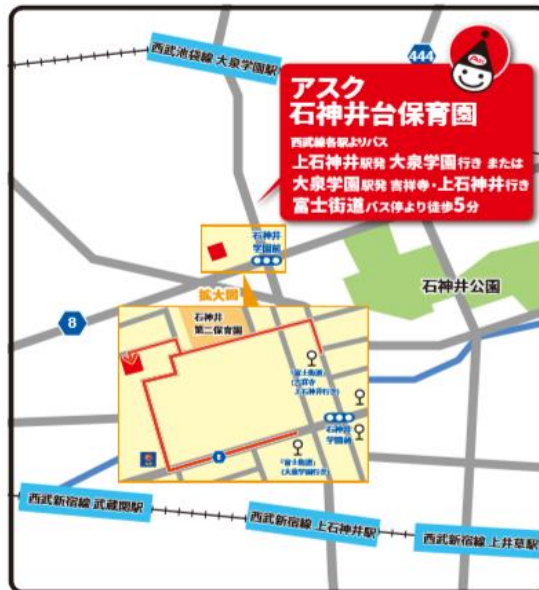 西武池袋線 大泉学園駅
444
アスク
石神井台保育園
西武線各駅よりバス
上石神井駅発 大泉学園行き または
大泉学園駅発 吉祥寺・上石神井行き
富士街道バス停より徒歩5分
石神井
学園前
石神井公園
拡大図
8
石神井
第二保育園
「富士街道」
(吉祥寺
上石神井行き)
石神井
学園前
8
「富士街道」
(大泉学園行き)
西武新宿線 武蔵関駅
西武新宿線 上石神井駅
西武新宿線 上井草駅